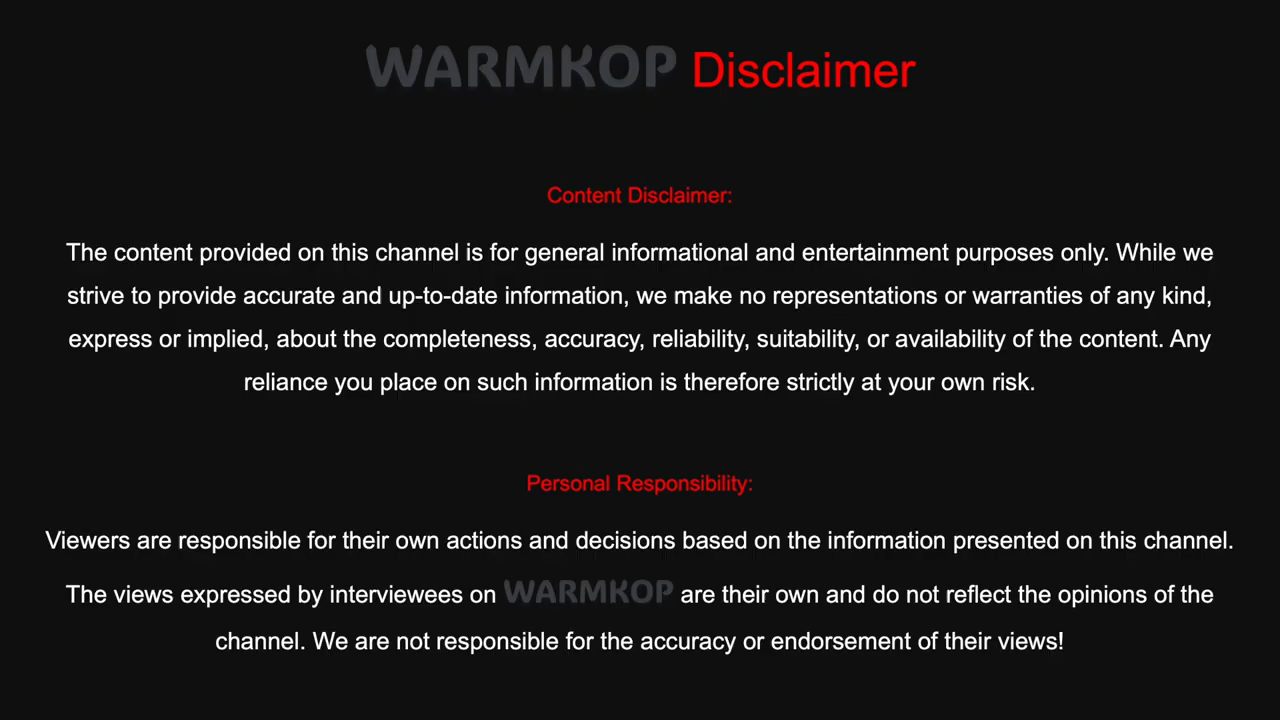 WARMKOP Disclaimer
Content Disclaimer:
The content provided on this channel is for general informational and entertainment purposes only. While we
strive to provide accurate and up-to-date information, we make no representations or warranties of any kind,
express or implied, about the completeness, accuracy, reliability, suitability, or availability of the content. Any
reliance you place on such information is therefore strictly at your own risk.
Personal Responsibility:
Viewers are responsible for their own actions and decisions based on the information presented on this channel.
The views expressed by interviewees on WARMKOP are their own and do not reflect the opinions of the
channel. We are not responsible for the accuracy or endorsement of their views!